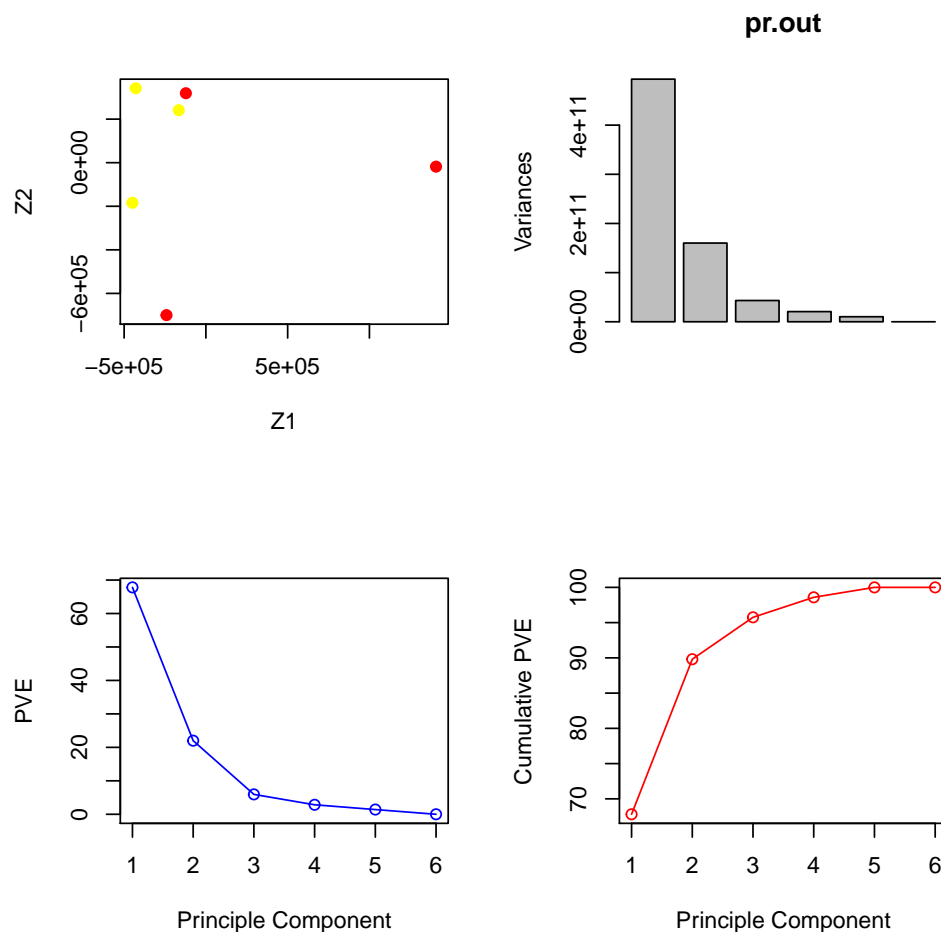 Z2
0e+00
−6e+05
−5e+05
5e+05
Z1
pr.out
Variances
4e+11
2e+11
0e+00
PVE
60
40
20
0
1 2 3 4 5 6
Principle Component
Cumulative PVE
100
90
80
70
1 2 3 4 5 6
Principle Component